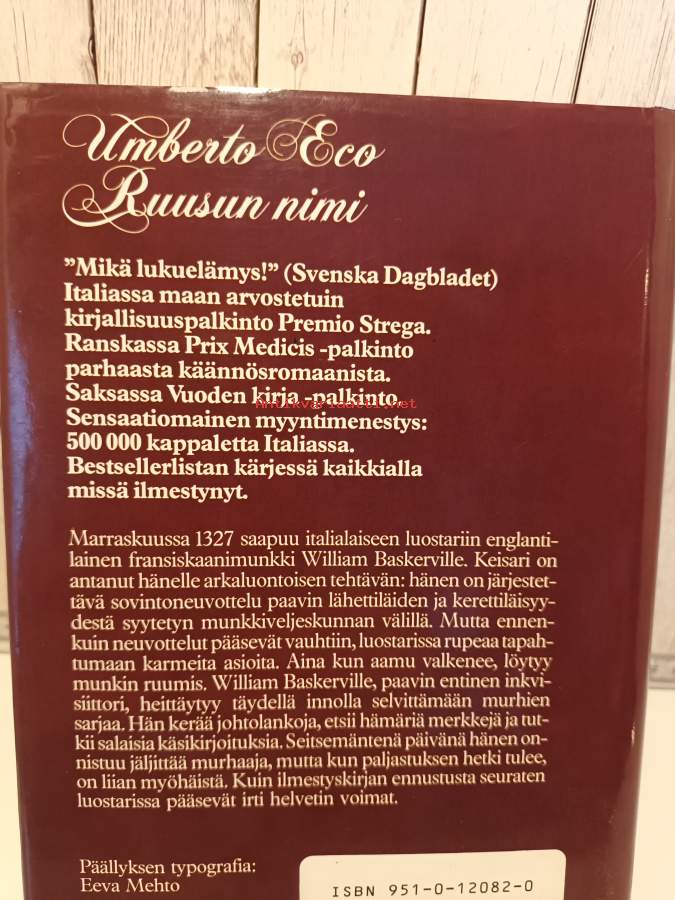 Umberto Eco
Ruusun nimi
”Mikä lukuelämys!” (Svenska Dagbladet)
Italiassa maan arvostetuin
kirjallisuuspalkinto Premio Strega.
Ranskassa Prix Medicis -palkinto
parhaasta käännösromaanista.
Saksassa Vuoden kirja -palkinto.
Antikvariaatti.net
Sensaatiomainen myyntimenestys:
500 000 kappaletta Italiassa.
Bestsellerlistan kärjessä kaikkialla
missä ilmestynyt.
Marraskuussa 1327 saapuu italialaiseen luostariin englanti-
lainen fransiskaanimunkki William Baskerville. Keisari on
antanut hänelle arkaluontoisen tehtävän: hänen on järjestet-
tävä sovintoneuvottelu paavin lähettiläiden ja kerettiläisyy-
destä syytetyn munkkiveljeskunnan välillä. Mutta ennen-
kuin neuvottelut pääsevät vauhtiin, luostarissa rupeaa tapah-
tumaan karmeita asioita. Aina kun aamu valkenee, löytyy
munkin ruumis. William Baskerville, paavin entinen inkvi-
siittori, heittäytyy täydellä innolla selvittämään murhien
sarjaa. Hän kerää johtolankoja, etsii hämäriä merkkejä ja tut-
kii salaisia käsikirjoituksia. Seitsemäntenä päivänä hänen on-
nistuu jäljittää murhaaja, mutta kun paljastuksen hetki tulee,
on liian myöhäistä. Kuin ilmestyskirjan ennustusta seuraten
luostarissa pääsevät irti helvetin voimat.
Päällyksen typografia:
Eeva Mehto
ISBN 951-0-12082-0